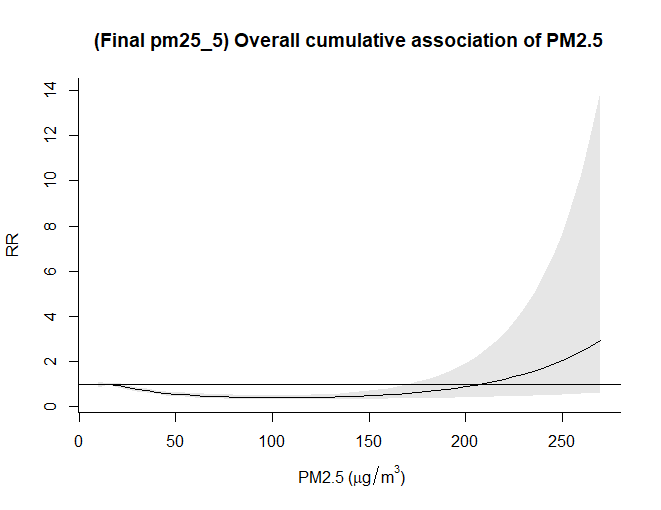 (Final pm25_5) Overall cumulative association of PM2.5
14
12
10
8
6
4
2
0
RR
0 50 100 150 200 250
PM2.5 (μg/m³)